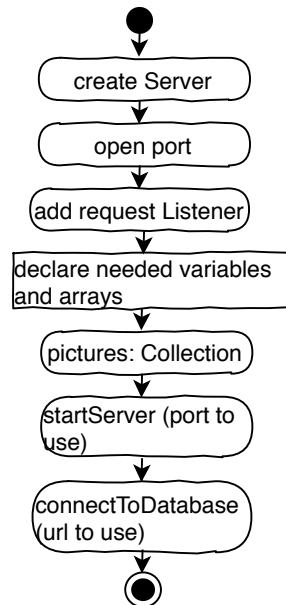 create Server
open port
add request Listener
declare needed variables
and arrays
pictures: Collection
startServer (port to
use)
connectToDatabase
(url to use)